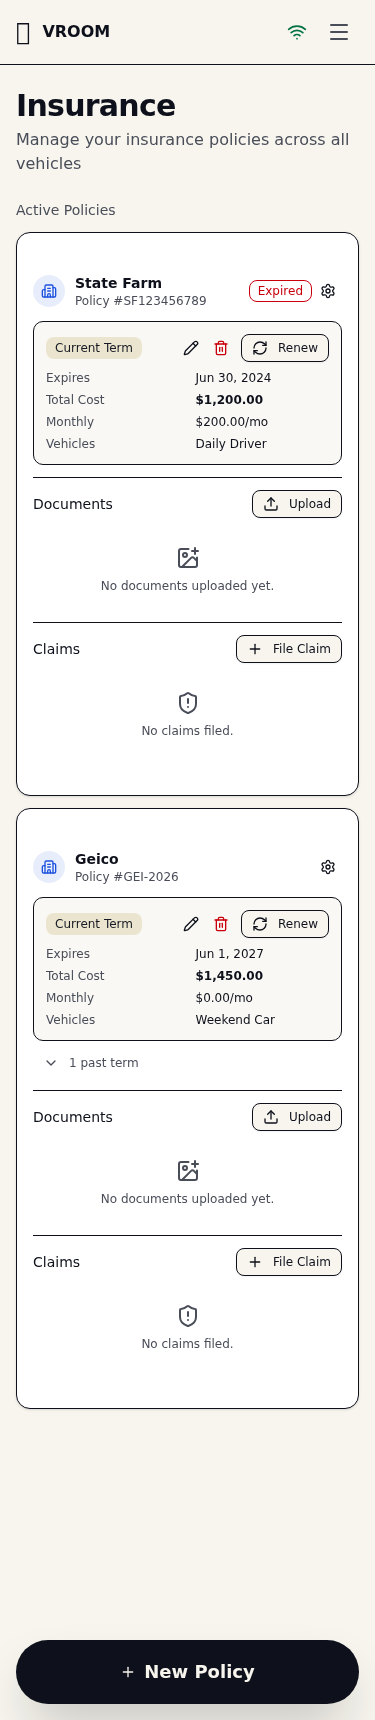 VROOM
Insurance
Manage your insurance policies across all
vehicles
Active Policies
State Farm
Policy #SF123456789
Expired
Current Term
Renew
Expires Jun 30, 2024
Total Cost $1,200.00
Monthly $200.00/mo
Vehicles Daily Driver
Documents
Upload
No documents uploaded yet.
Claims
File Claim
No claims filed.
Geico
Policy #GEI-2026
Current Term
Renew
Expires Jun 1, 2027
Total Cost $1,450.00
Monthly $0.00/mo
Vehicles Weekend Car
1 past term
Documents
Upload
No documents uploaded yet.
Claims
File Claim
No claims filed.
+ New Policy